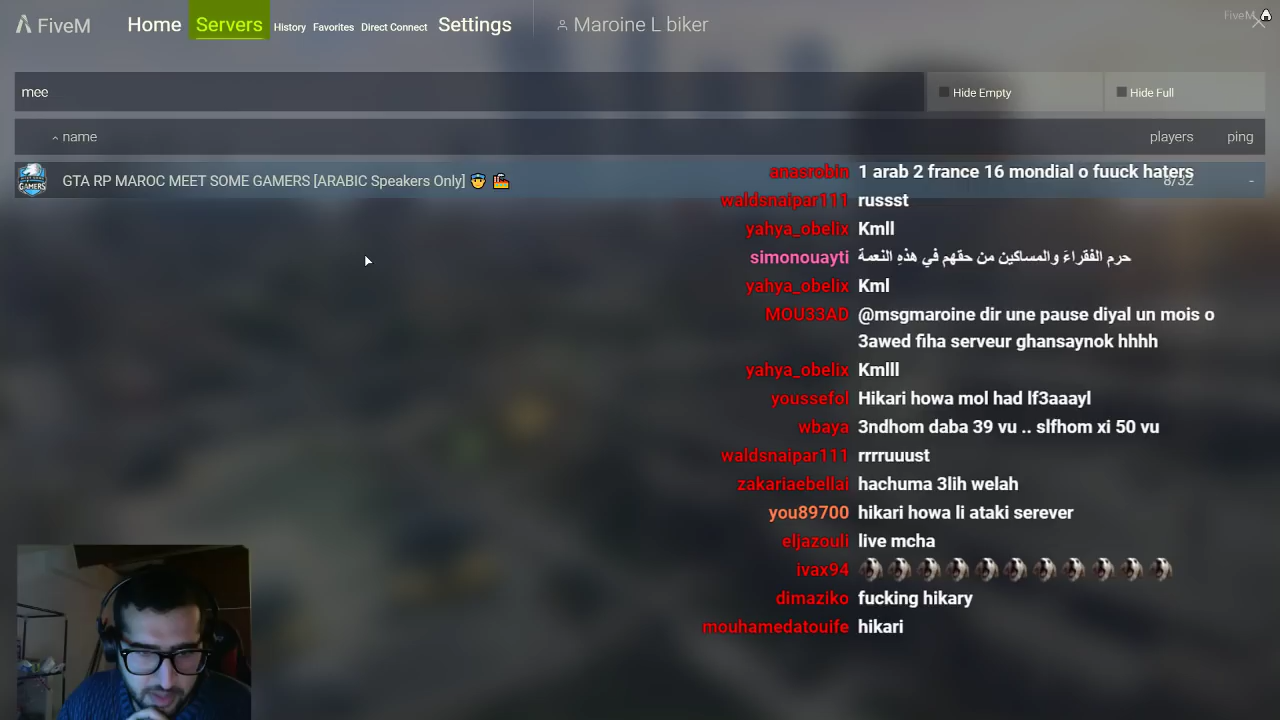 FiveM Home Servers History Favorites Direct Connect Settings Maroine L biker FiveM
mee Hide Empty Hide Full
name players ping
GTA RP MAROC MEET SOME GAMERS [ARABIC Speakers Only] 8/32 -
GAMERS
anasrobin 1 arab 2 france 16 mondial o fuuck haters
waldsnaipar111 russst
yahya_obelix Kmll
simonouayti حرم الفقراءَ والمساكين من حقهم في هذهِ النعمة
yahya_obelix Kml
MOU33AD @msgmaroine dir une pause diyal un mois o
3awed fiha serveur ghansaynok hhhh
yahya_obelix Kmlll
youssefol Hikari howa mol had lf3aaayl
wbaya 3ndhom daba 39 vu .. slfhom xi 50 vu
waldsnaipar111 rrrruuust
zakariaebellai hachuma 3lih welah
you89700 hikari howa li ataki serever
eljazouli live mcha
ivax94
dimaziko fucking hikary
mouhamedatouife hikari